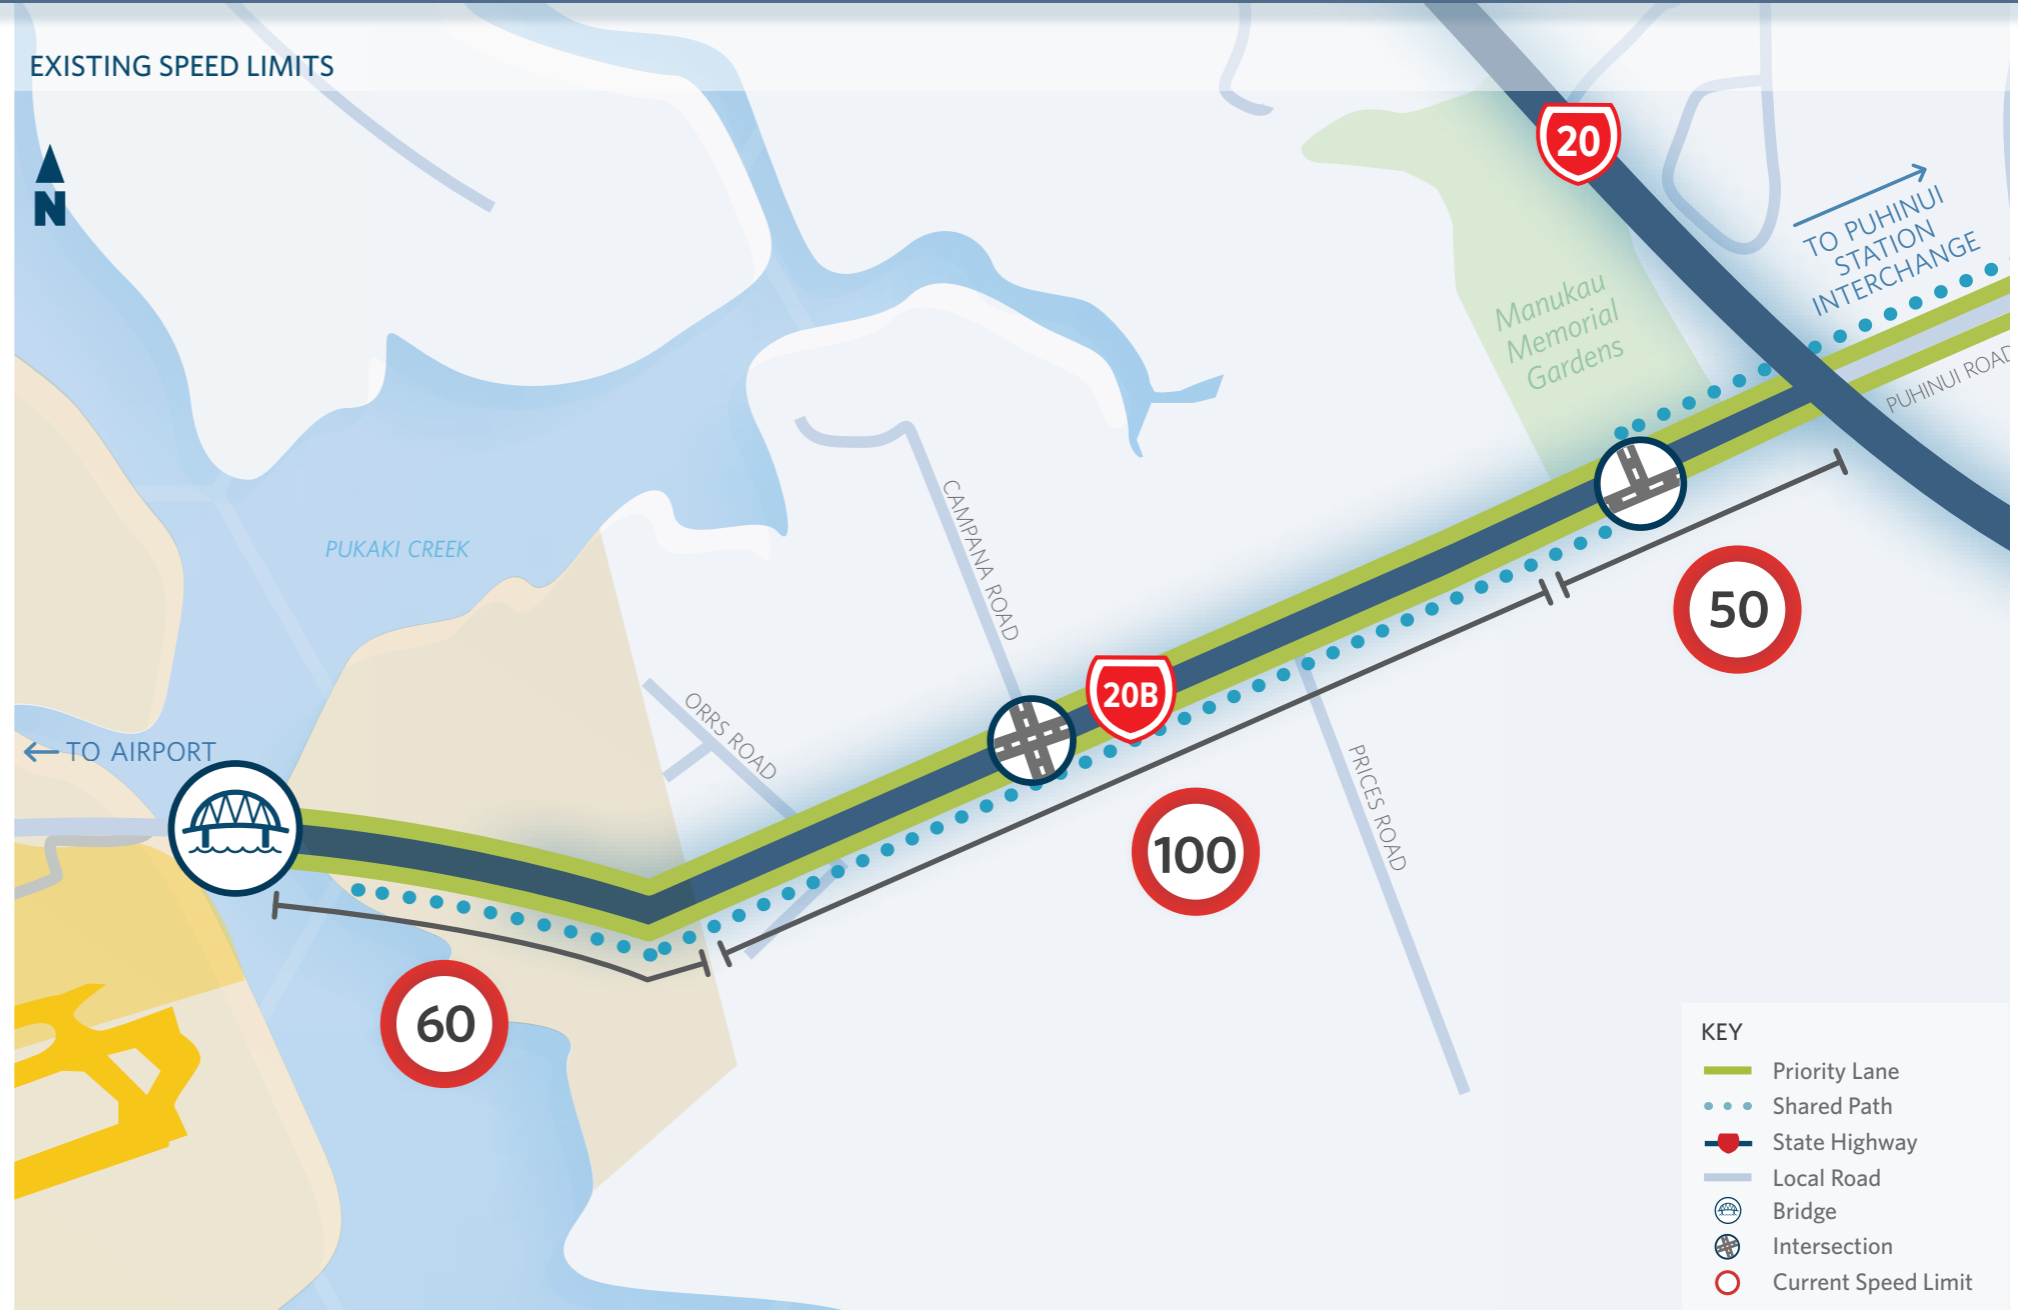 EXISTING SPEED LIMITS
N
20
TO PUHINUI
STATION
INTERCHANGE
Manukau
Memorial
Gardens
PUHINUI ROAD
CAMPANA ROAD
PUKAKI CREEK
50
20B
ORRS ROAD
TO AIRPORT
PRICES ROAD
100
60
KEY
Priority Lane
Shared Path
State Highway
Local Road
Bridge
Intersection
Current Speed Limit